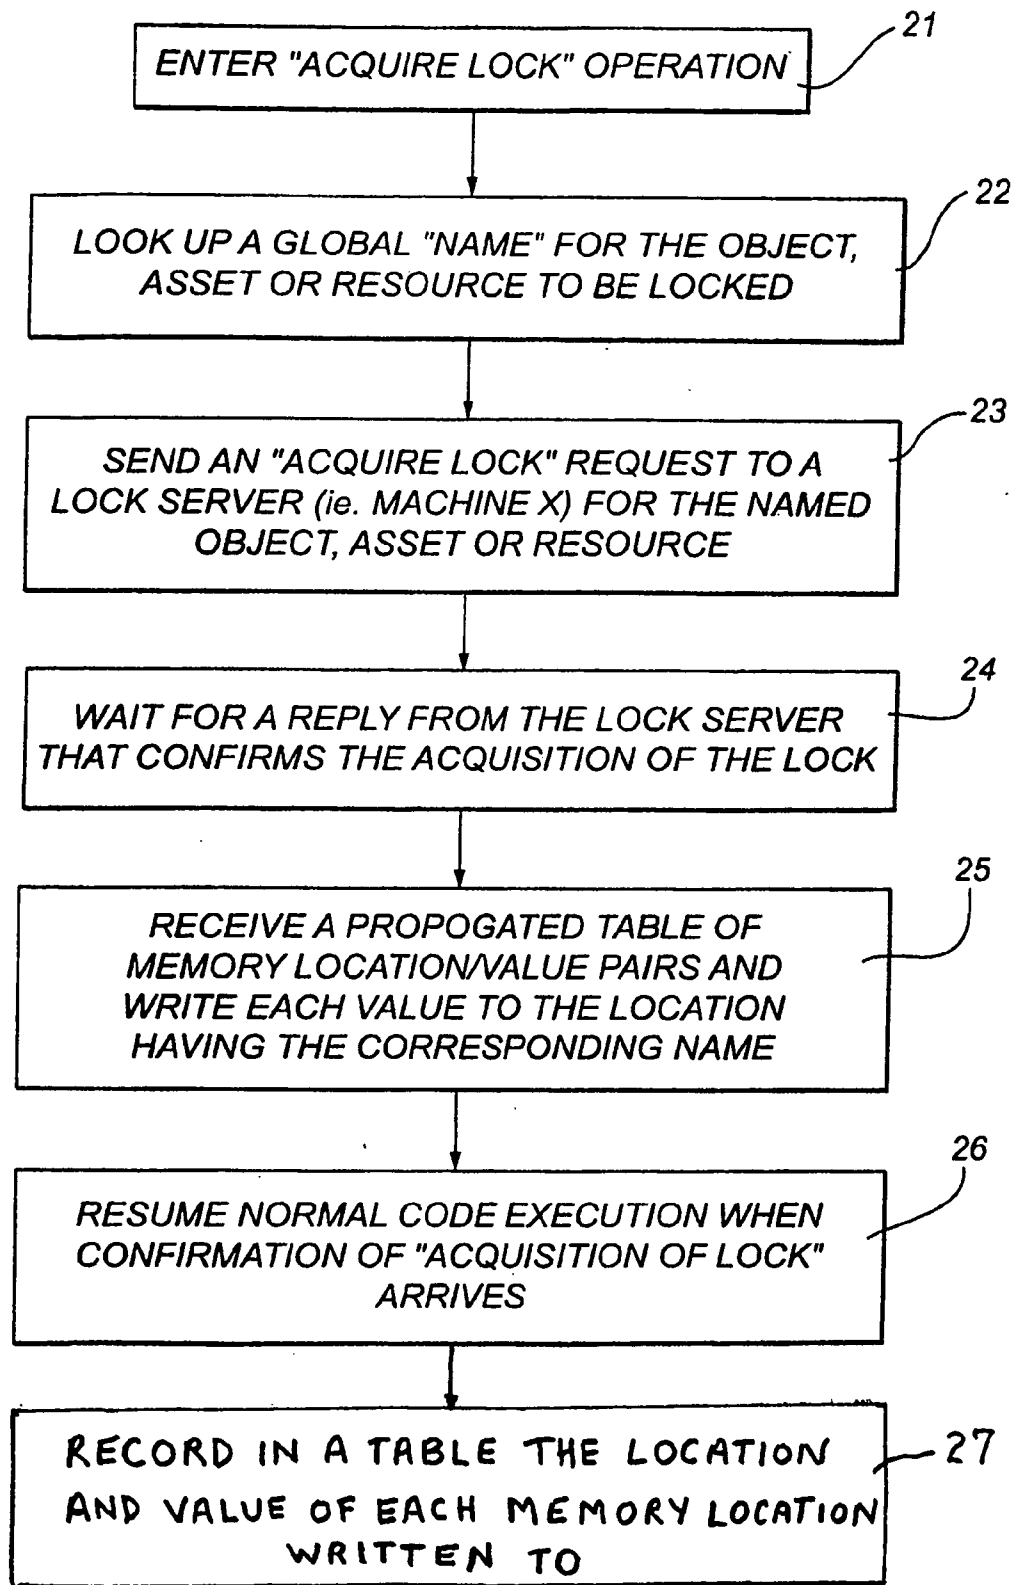 21
ENTER "ACQUIRE LOCK" OPERATION
22
LOOK UP A GLOBAL "NAME" FOR THE OBJECT,
ASSET OR RESOURCE TO BE LOCKED
23
SEND AN "ACQUIRE LOCK" REQUEST TO A
LOCK SERVER (ie. MACHINE X) FOR THE NAMED
OBJECT, ASSET OR RESOURCE
24
WAIT FOR A REPLY FROM THE LOCK SERVER
THAT CONFIRMS THE ACQUISITION OF THE LOCK
25
RECEIVE A PROPOGATED TABLE OF
MEMORY LOCATION/VALUE PAIRS AND
WRITE EACH VALUE TO THE LOCATION
HAVING THE CORRESPONDING NAME
26
RESUME NORMAL CODE EXECUTION WHEN
CONFIRMATION OF "ACQUISITION OF LOCK"
ARRIVES
27
RECORD IN A TABLE THE LOCATION
AND VALUE OF EACH MEMORY LOCATION
WRITTEN TO